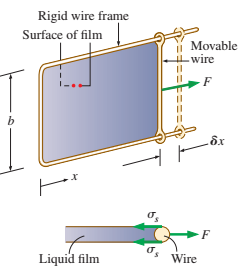 Rigid wire frame
Surface of film
Movable
wire
F
b
δx
x
σs
F
σs
Liquid film
Wire